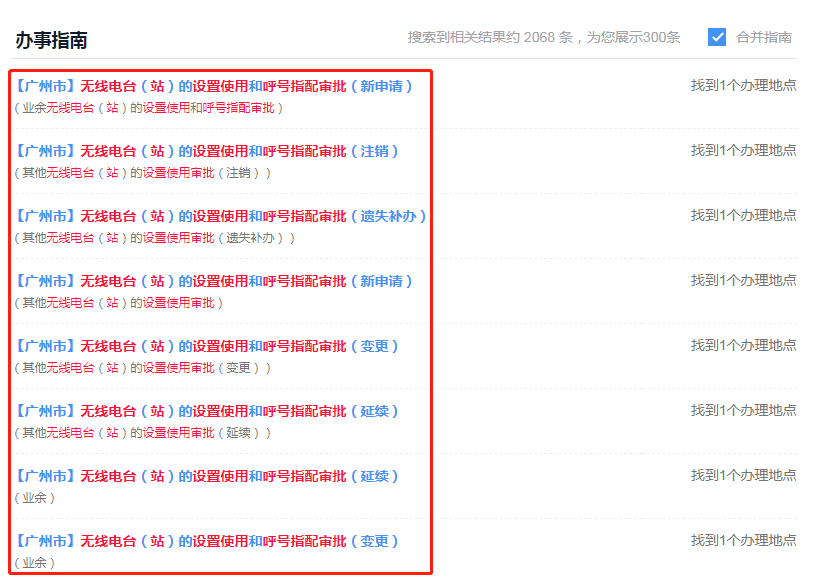 办事指南 搜索到相关结果约 2068 条，为您展示300条 合并指南
【广州市】无线电台（站）的设置使用和呼号指配审批（新申请） 找到1个办理地点
（业余无线电台（站）的设置使用和呼号指配审批）
【广州市】无线电台（站）的设置使用和呼号指配审批（注销） 找到1个办理地点
（其他无线电台（站）的设置使用审批（注销））
【广州市】无线电台（站）的设置使用和呼号指配审批（遗失补办） 找到1个办理地点
（其他无线电台（站）的设置使用审批（遗失补办））
【广州市】无线电台（站）的设置使用和呼号指配审批（新申请） 找到1个办理地点
（其他无线电台（站）的设置使用审批）
【广州市】无线电台（站）的设置使用和呼号指配审批（变更） 找到1个办理地点
（其他无线电台（站）的设置使用审批（变更））
【广州市】无线电台（站）的设置使用和呼号指配审批（延续） 找到1个办理地点
（其他无线电台（站）的设置使用审批（延续））
【广州市】无线电台（站）的设置使用和呼号指配审批（延续） 找到1个办理地点
（业余）
【广州市】无线电台（站）的设置使用和呼号指配审批（变更） 找到1个办理地点
（业余）